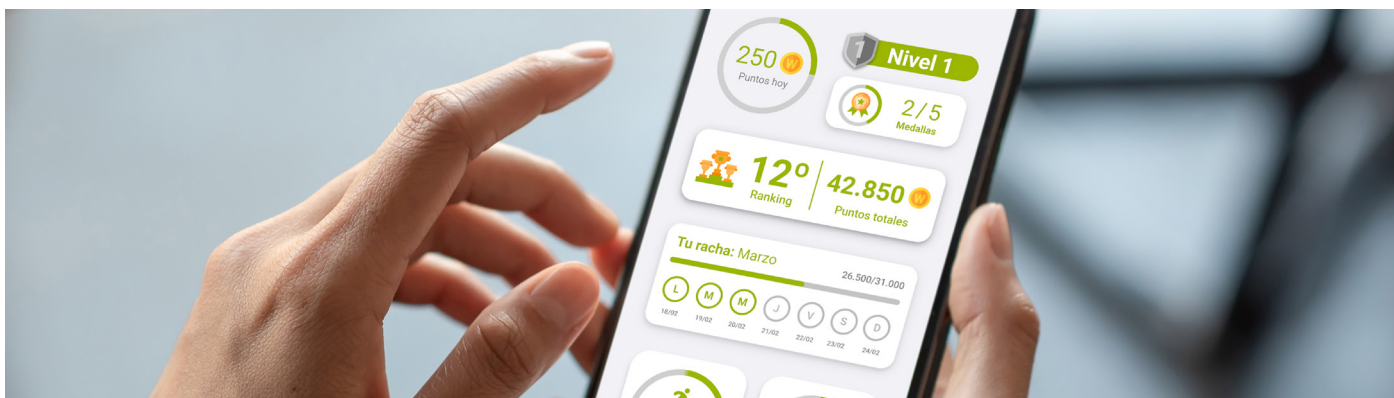 250 W
Puntos hoy
1 Nivel 1
2/5
Medallas
12º
Ranking
42.850 W
Puntos totales
Tu racha: Marzo
26.500/31.000
L M M J V S D
18/02 19/02 20/02 21/02 22/02 23/02 24/02